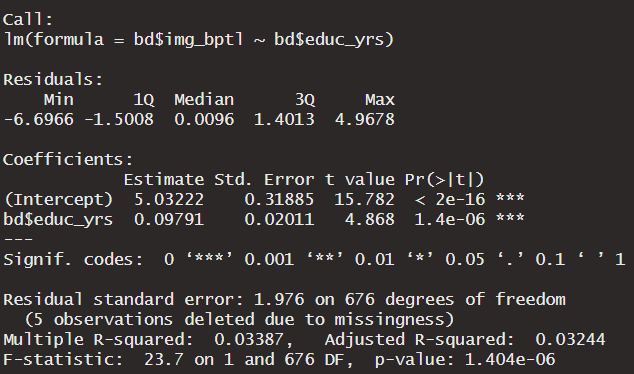 Call:
lm(formula = bd$img_bptl ~ bd$educ_yrs)
Residuals:
    Min      1Q  Median      3Q     Max
-6.6966 -1.5008  0.0096  1.4013  4.9678
Coefficients:
            Estimate Std. Error t value Pr(>|t|)
(Intercept)  5.03222    0.31885  15.782  < 2e-16 ***
bd$educ_yrs  0.09791    0.02011   4.868  1.4e-06 ***
---
Signif. codes:  0 ‘***’ 0.001 ‘**’ 0.01 ‘*’ 0.05 ‘.’ 0.1 ‘ ’ 1
Residual standard error: 1.976 on 676 degrees of freedom
  (5 observations deleted due to missingness)
Multiple R-squared:  0.03387,	Adjusted R-squared:  0.03244
F-statistic:  23.7 on 1 and 676 DF,  p-value: 1.404e-06